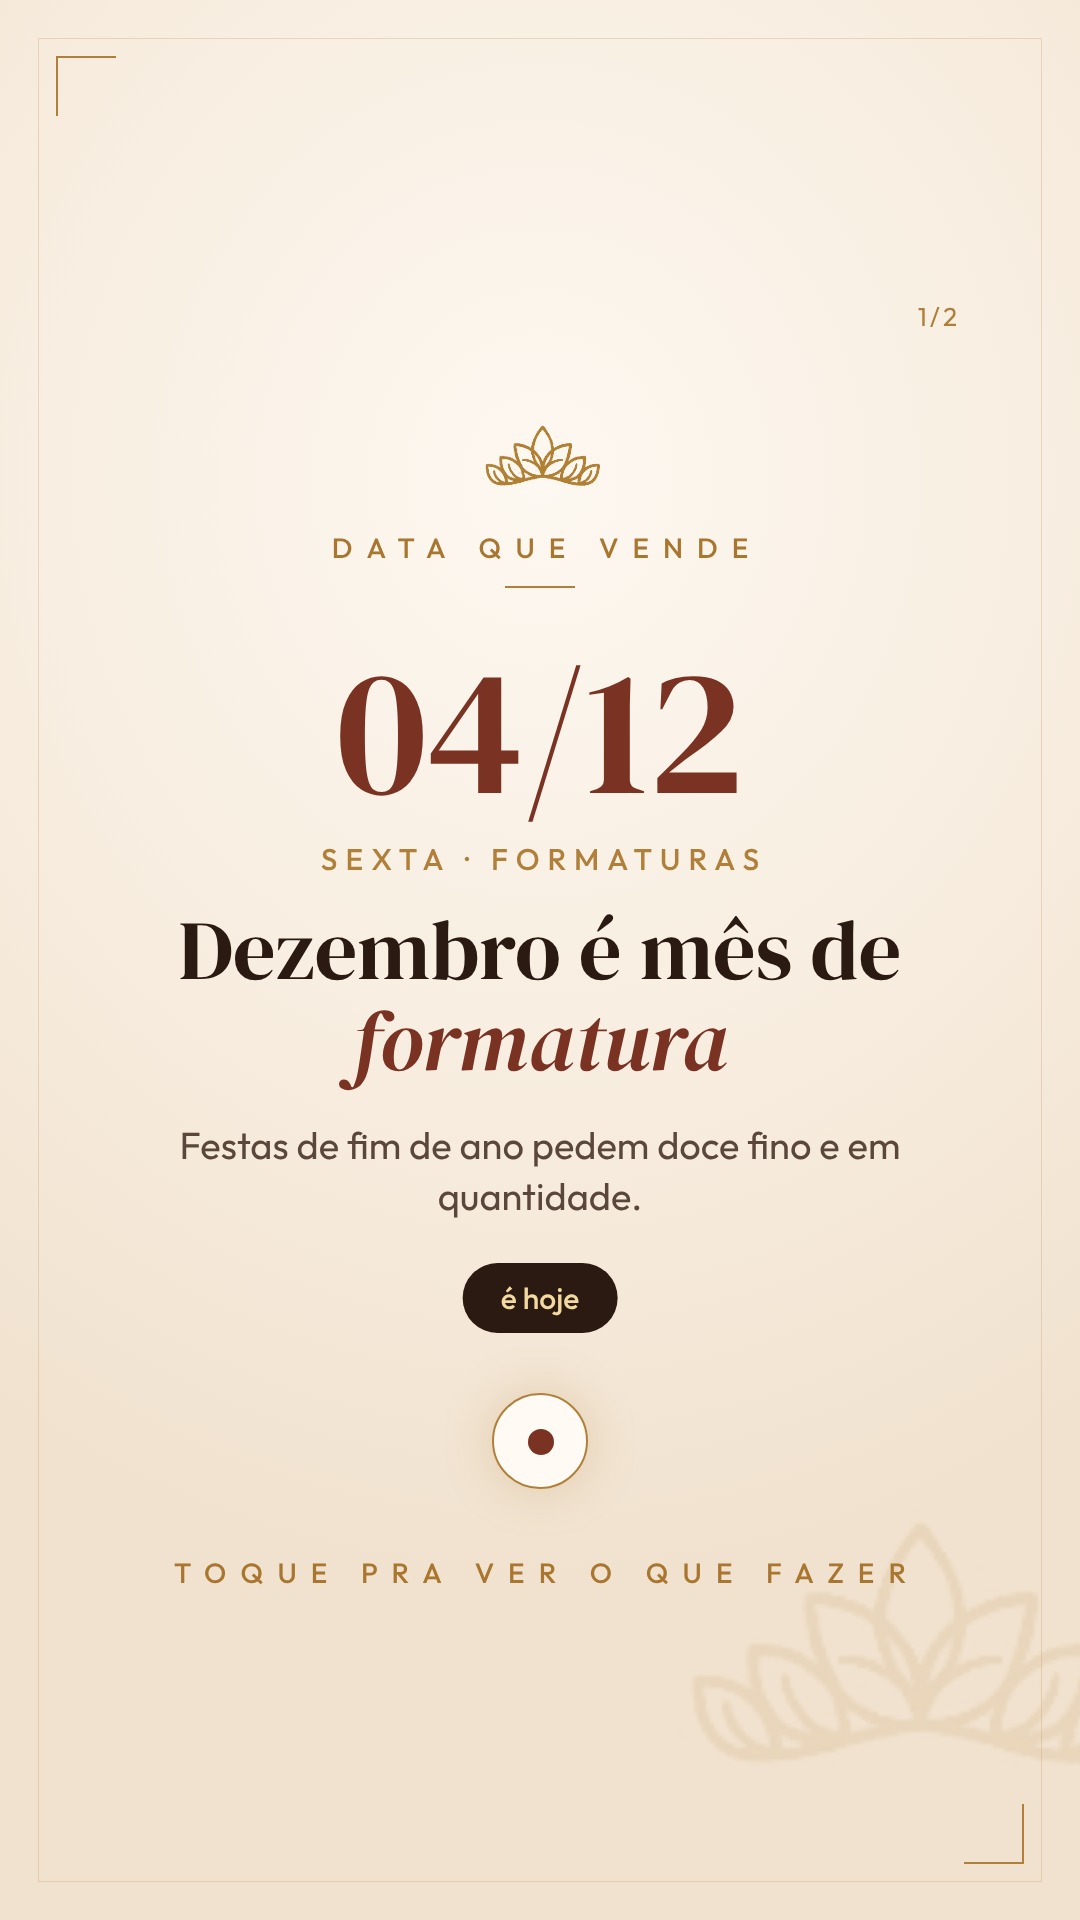 1/2
DATA QUE VENDE
04/12
SEXTA · FORMATURAS
Dezembro é mês de
formatura
Festas de fim de ano pedem doce fino e em
quantidade.
é hoje
TOQUE PRA VER O QUE FAZER